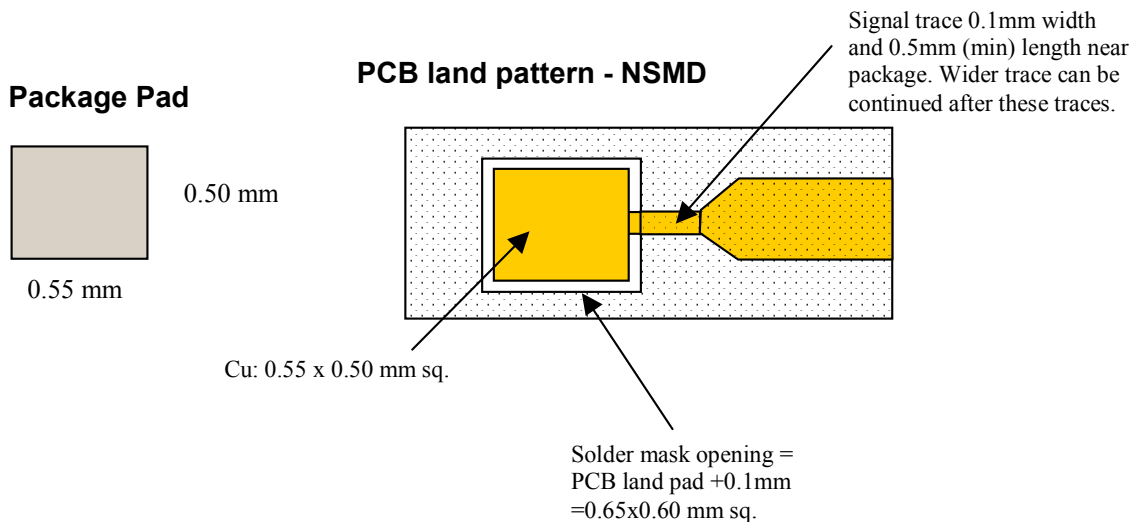 Signal trace 0.1mm width
and 0.5mm (min) length near
package. Wider trace can be
continued after these traces.
PCB land pattern - NSMD
Package Pad
0.50 mm
0.55 mm
Cu: 0.55 x 0.50 mm sq.
Solder mask opening =
PCB land pad +0.1mm
=0.65x0.60 mm sq.